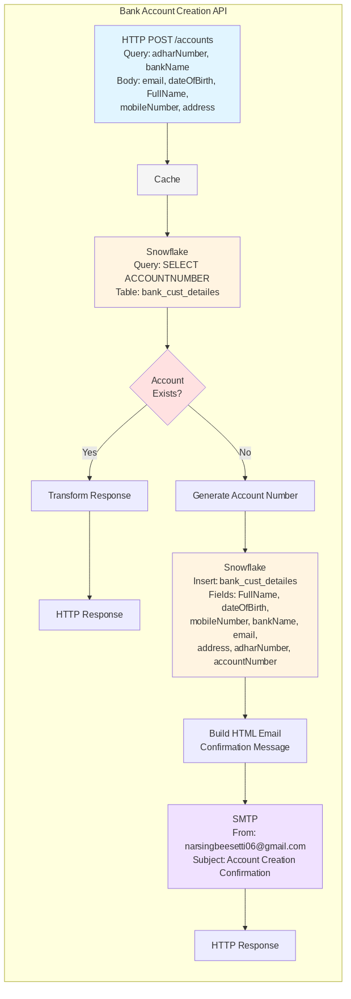 Bank Account Creation API
HTTP POST /accounts
Query: adharNumber,
bankName
Body: email, dateOfBirth,
FullName,
mobileNumber, address
Cache
Snowflake
Query: SELECT
ACCOUNTNUMBER
Table: bank_cust_detailes
Account
Exists?
Yes
No
Transform Response
Generate Account Number
Snowflake
Insert: bank_cust_detailes
Fields: FullName,
dateOfBirth,
mobileNumber, bankName,
email,
address, adharNumber,
accountNumber
HTTP Response
Build HTML Email
Confirmation Message
SMTP
From:
narsingbeesetti06@gmail.com
Subject: Account Creation
Confirmation
HTTP Response